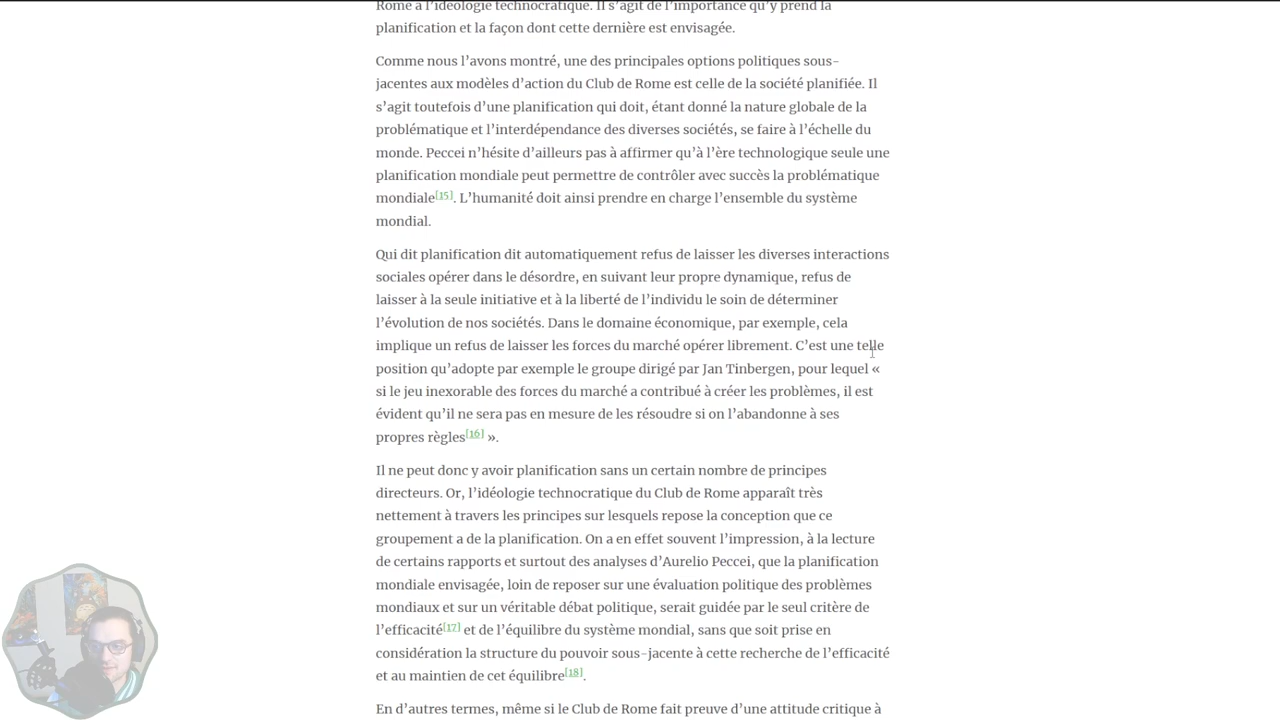 Rome à l'idéologie technocratique. Il s'agit de l'importance qu'y prend la
planification et la façon dont cette dernière est envisagée.
Comme nous l'avons montré, une des principales options politiques sous-
jacentes aux modèles d'action du Club de Rome est celle de la société planifiée. Il
s'agit toutefois d'une planification qui doit, étant donné la nature globale de la
problématique et l'interdépendance des diverses sociétés, se faire à l'échelle du
monde. Peccei n'hésite d'ailleurs pas à affirmer qu'à l'ère technologique seule une
planification mondiale peut permettre de contrôler avec succès la problématique
mondiale[15]. L'humanité doit ainsi prendre en charge l'ensemble du système
mondial.
Qui dit planification dit automatiquement refus de laisser les diverses interactions
sociales opérer dans le désordre, en suivant leur propre dynamique, refus de
laisser à la seule initiative et à la liberté de l'individu le soin de déterminer
l'évolution de nos sociétés. Dans le domaine économique, par exemple, cela
implique un refus de laisser les forces du marché opérer librement. C'est une telle
position qu'adopte par exemple le groupe dirigé par Jan Tinbergen, pour lequel «
si le jeu inexorable des forces du marché a contribué à créer les problèmes, il est
évident qu'il ne sera pas en mesure de les résoudre si on l'abandonne à ses
propres règles[16] ».
Il ne peut donc y avoir planification sans un certain nombre de principes
directeurs. Or, l'idéologie technocratique du Club de Rome apparaît très
nettement à travers les principes sur lesquels repose la conception que ce
groupement a de la planification. On a en effet souvent l'impression, à la lecture
de certains rapports et surtout des analyses d'Aurelio Peccei, que la planification
mondiale envisagée, loin de reposer sur une évaluation politique des problèmes
mondiaux et sur un véritable débat politique, serait guidée par le seul critère de
l'efficacité[17] et de l'équilibre du système mondial, sans que soit prise en
considération la structure du pouvoir sous-jacente à cette recherche de l'efficacité
et au maintien de cet équilibre[18].
En d'autres termes, même si le Club de Rome fait preuve d'une attitude critique à